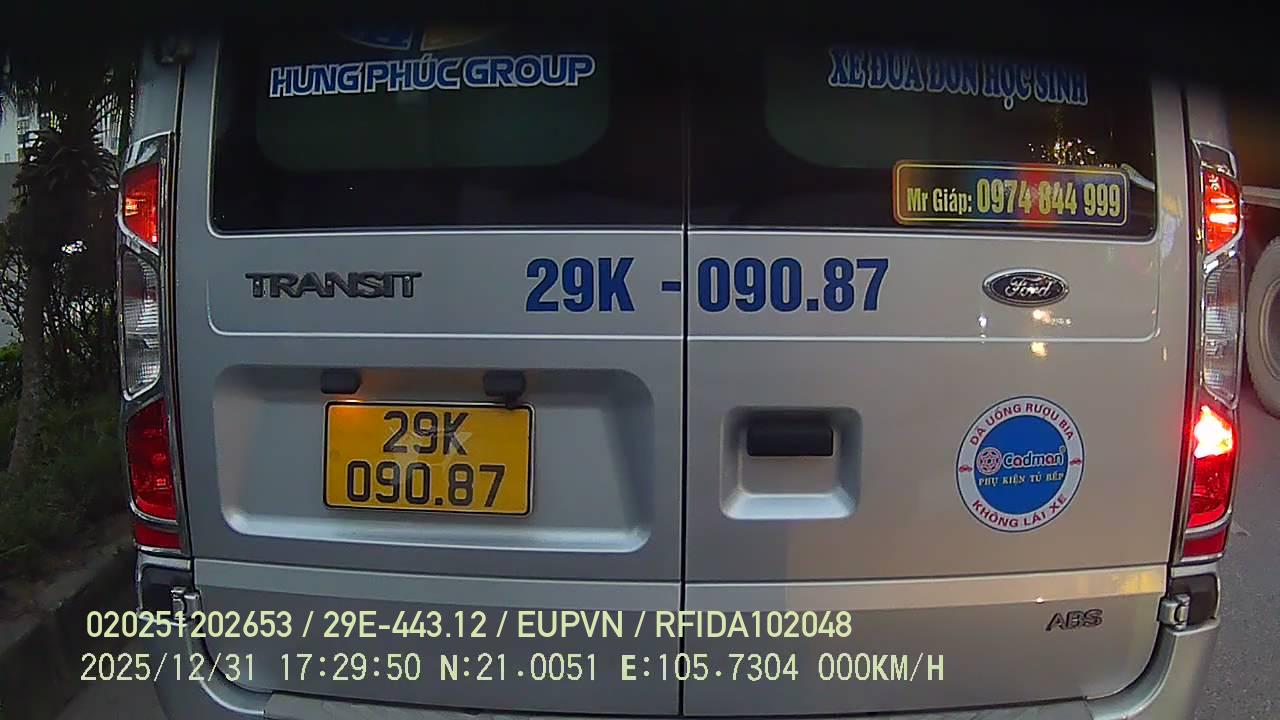 HƯNG PHÚC GROUP
XE ĐƯA ĐÓN HỌC SINH
Mr Giáp: 0974 844 999
TRANSIT
29K - 090.87
Ford
29K
090.87
ĐÃ UỐNG RƯỢU BIA
Cadman
PHỤ KIỆN TỦ BẾP
KHÔNG LÁI XE
ABS
020251202653 / 29E-443.12 / EUPVN / RFIDA102048
2025/12/31 17:29:50 N:21.0051 E:105.7304 000KM/H